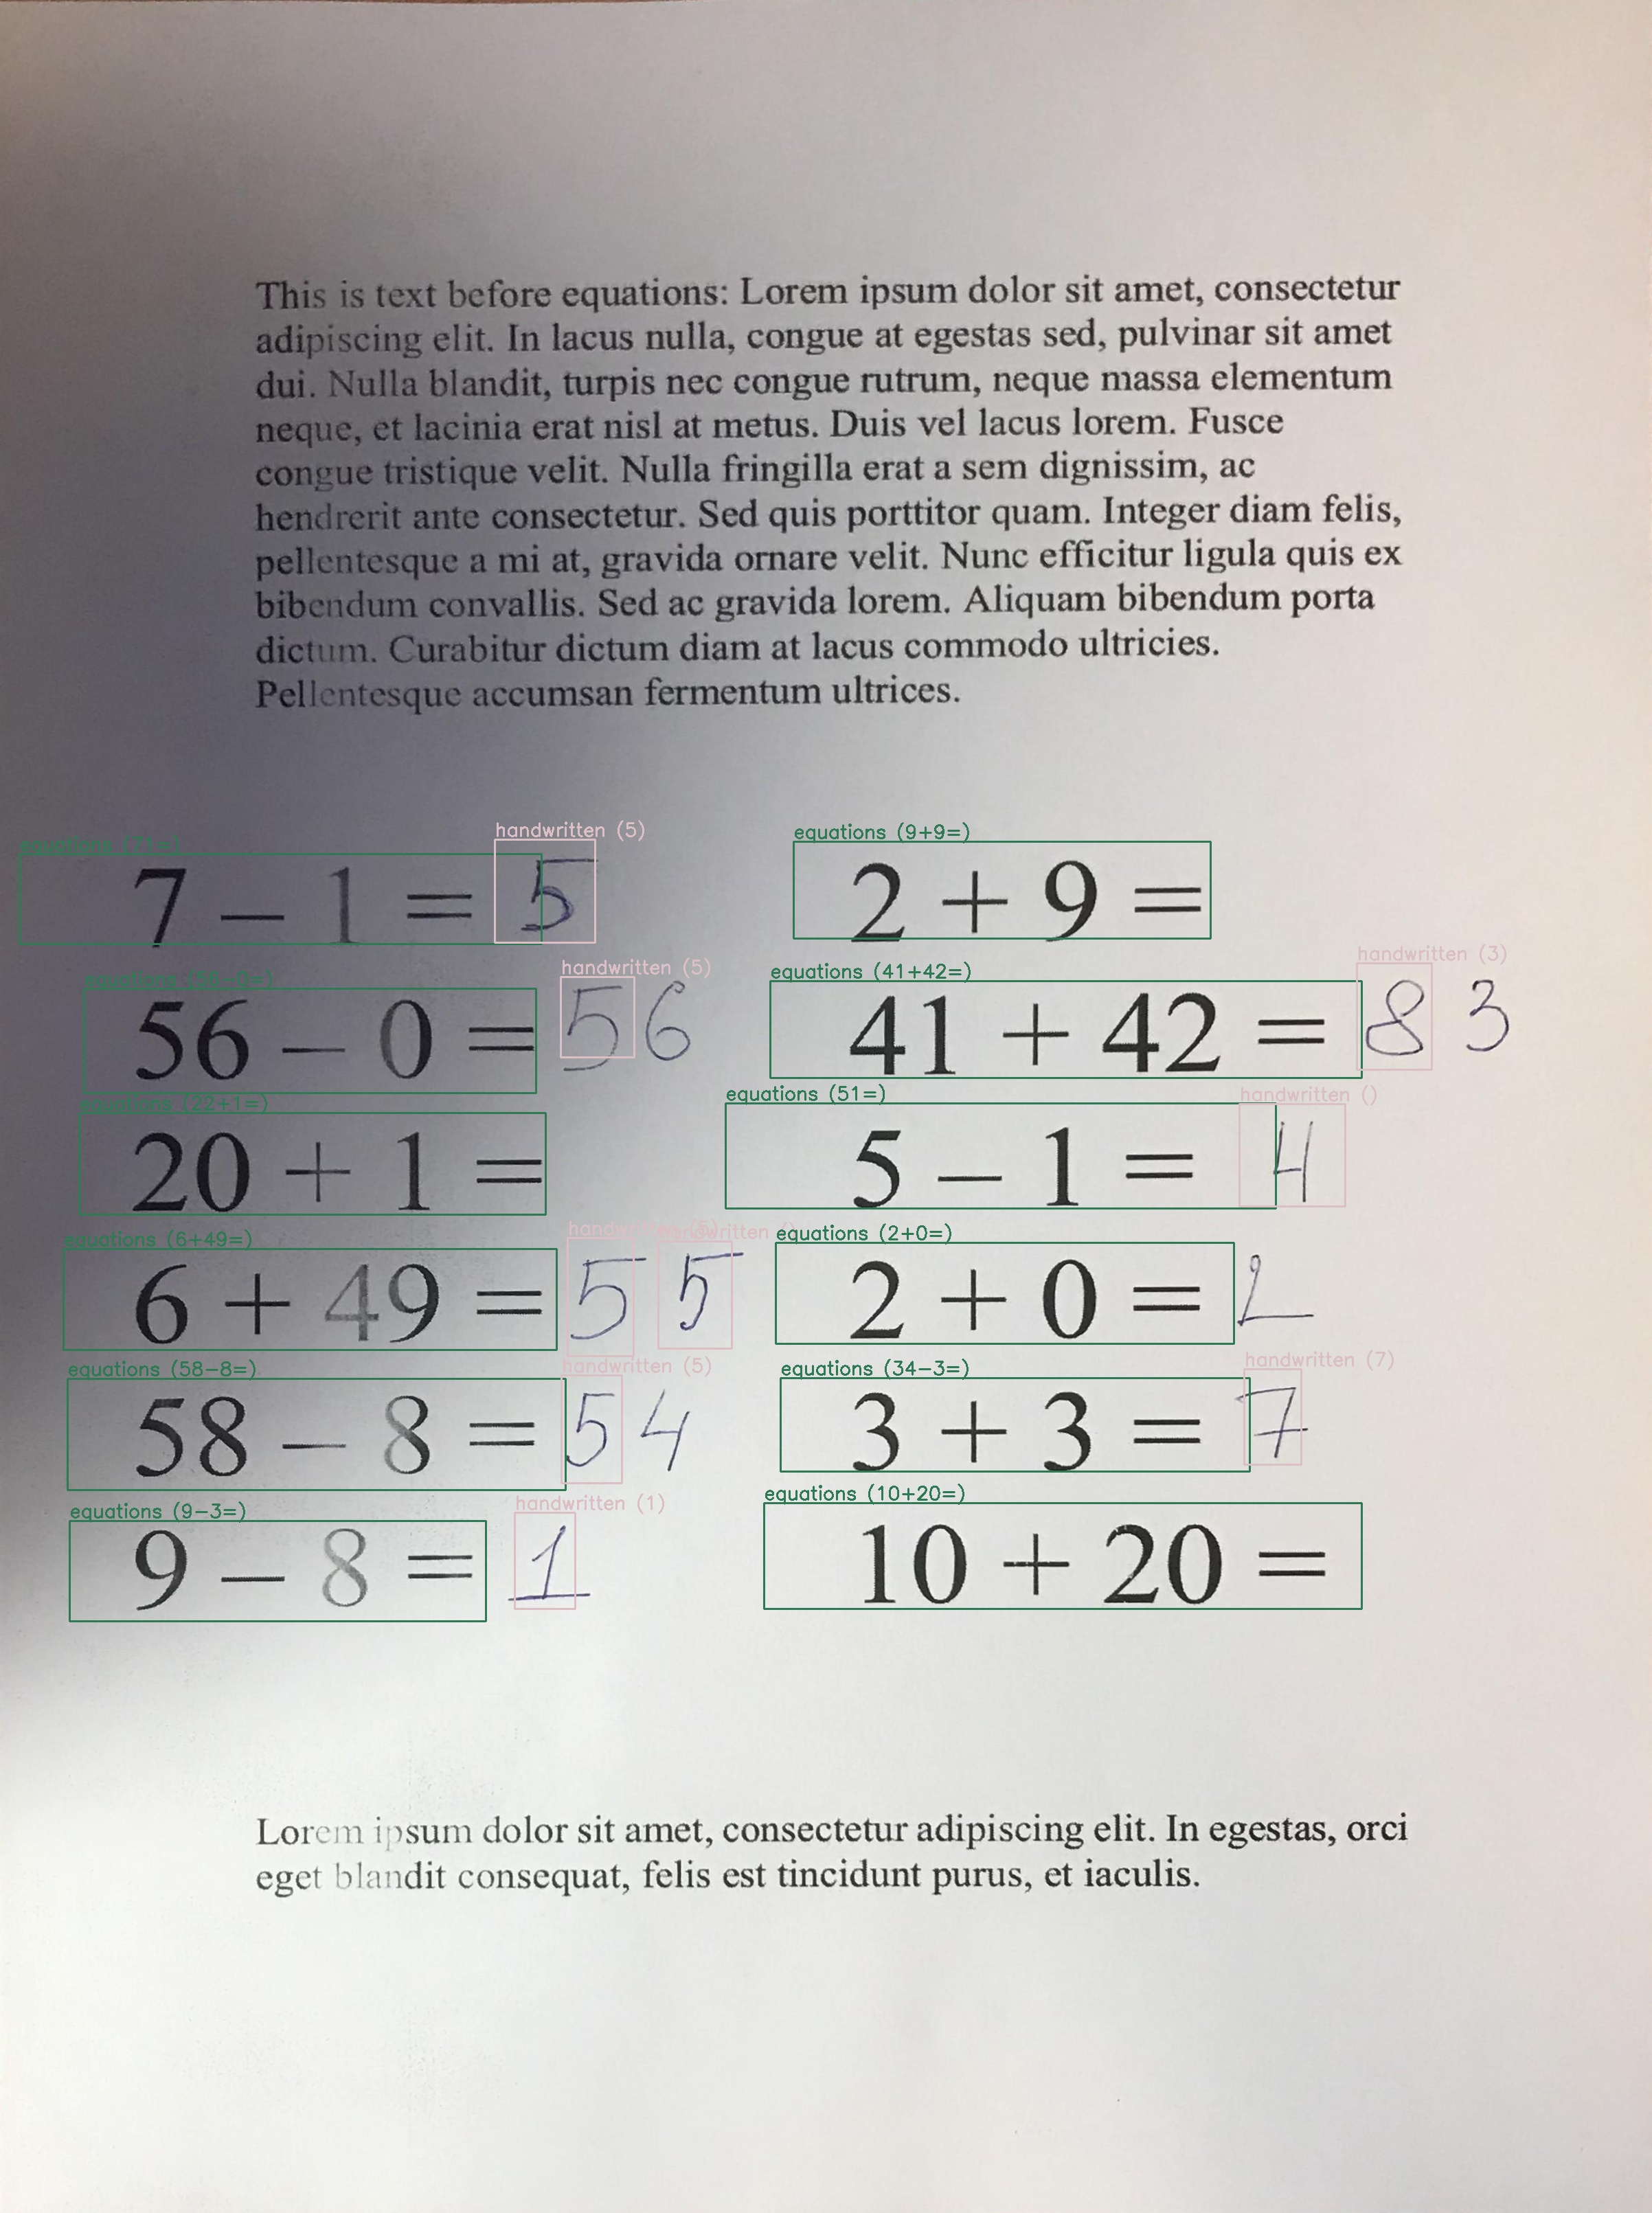 This is text before equations: Lorem ipsum dolor sit amet, consectetur
adipiscing elit. In lacus nulla, congue at egestas sed, pulvinar sit amet
dui. Nulla blandit, turpis nec congue rutrum, neque massa elementum
neque, et lacinia erat nisl at metus. Duis vel lacus lorem. Fusce
congue tristique velit. Nulla fringilla erat a sem dignissim, ac
hendrerit ante consectetur. Sed quis porttitor quam. Integer diam felis,
pellentesque a mi at, gravida ornare velit. Nunc efficitur ligula quis ex
bibendum convallis. Sed ac gravida lorem. Aliquam bibendum porta
dictum. Curabitur dictum diam at lacus commodo ultricies.
Pellentesque accumsan fermentum ultrices.
equations (71=) handwritten (5) equations (9+9=)
7 – 1 = 5 2 + 9 =
equations (56-0=) handwritten (5) equations (41+42=) handwritten (3)
56 – 0 = 56 41 + 42 = 83
equations (22+1=) equations (51=) handwritten ()
20 + 1 = 5 – 1 = 4
equations (6+49=) handwritten (5) handwritten () equations (2+0=)
6 + 49 = 55 2 + 0 = 2
equations (58-8=) handwritten (5) equations (34-3=) handwritten (7)
58 – 8 = 54 3 + 3 = 7
equations (9-3=) handwritten (1) equations (10+20=)
9 – 8 = 1 10 + 20 =
Lorem ipsum dolor sit amet, consectetur adipiscing elit. In egestas, orci
eget blandit consequat, felis est tincidunt purus, et iaculis.